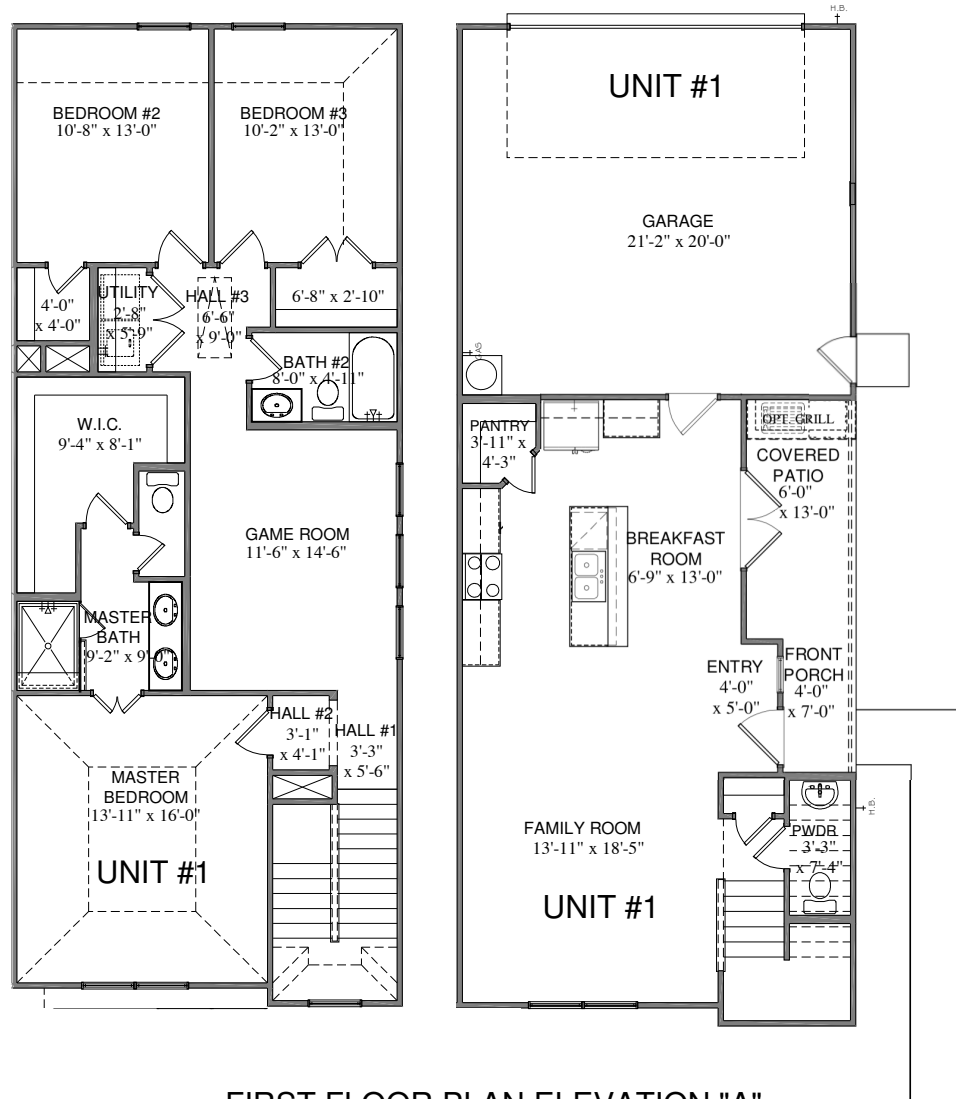 BEDROOM #2
10'-8" x 13'-0"
BEDROOM #3
10'-2" x 13'-0"
4'-0"
x 4'-0"
UTILITY
2'-8"
x 5'-9"
HALL #3
6'-6"
x 9'-0"
6'-8" x 2'-10"
BATH #2
8'-0" x 4'-11"
W.I.C.
9'-4" x 8'-1"
GAME ROOM
11'-6" x 14'-6"
MASTER
BATH
9'-2" x 9'-0"
HALL #2
3'-1"
x 4'-1"
HALL #1
3'-3"
x 5'-6"
MASTER
BEDROOM
13'-11" x 16'-0"
UNIT #1
H.B.
UNIT #1
GARAGE
21'-2" x 20'-0"
GAS
PANTRY
3'-11" x
4'-3"
OPT. GRILL
COVERED
PATIO
6'-0"
x 13'-0"
BREAKFAST
ROOM
6'-9" x 13'-0"
ENTRY
4'-0"
x 5'-0"
FRONT
PORCH
4'-0"
x 7'-0"
H.B.
FAMILY ROOM
13'-11" x 18'-5"
PWDR
3'-3"
x 7'-4"
UNIT #1
FIRST FLOOR PLAN ELEVATION "A"